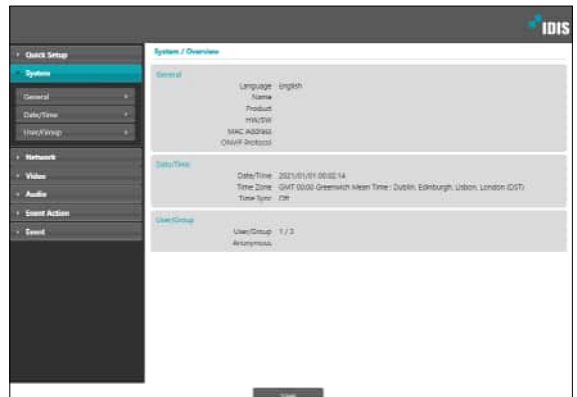 IDIS
Quick Setup
System
General
Date/Time
User/Group
Network
Video
Audio
Event Action
Event
System / Overview
General
Language English
Name
Product
HW/SW
MAC Address
ONVIF Protocol
Date/Time
Date/Time 2021/01/01 00:02:14
Time Zone GMT 00:00 Greenwich Mean Time : Dublin, Edinburgh, Lisbon, London (DST)
Time Sync Off
User/Group
User/Group 1 / 3
Anonymous